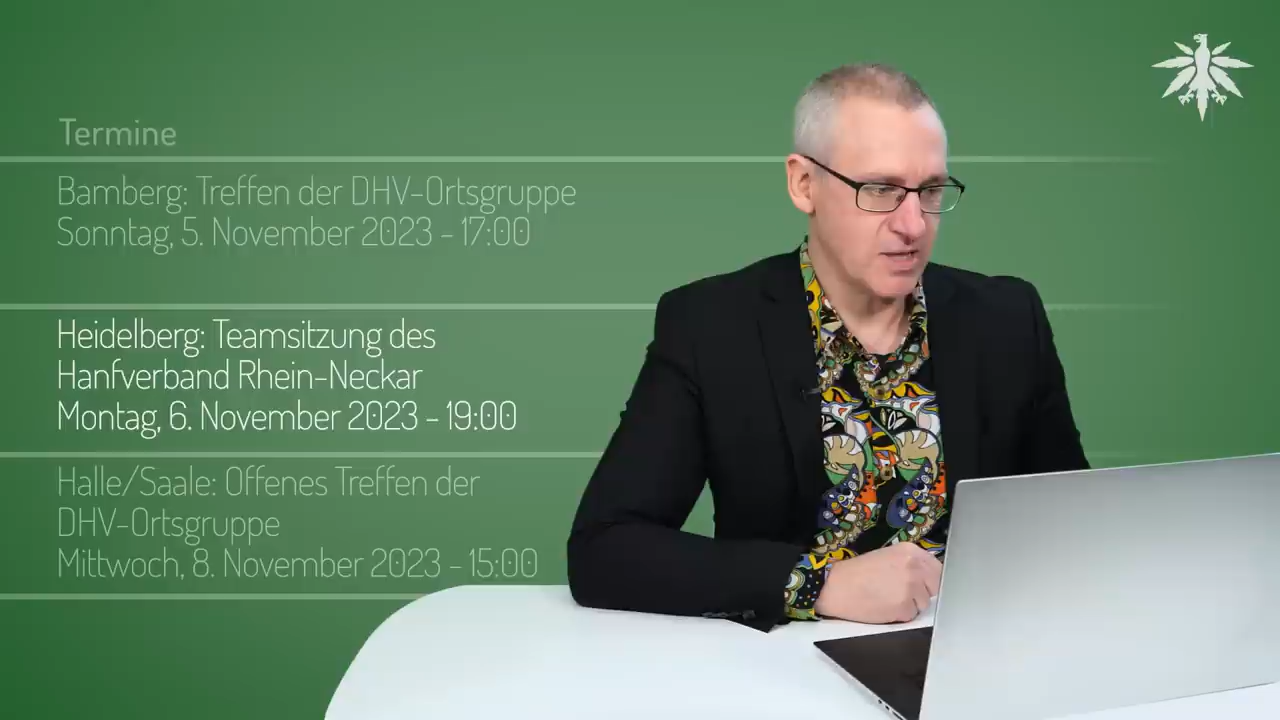 Termine
Bamberg: Treffen der DHV-Ortsgruppe
Sonntag, 5. November 2023 - 17:00
Heidelberg: Teamsitzung des
Hanfverband Rhein-Neckar
Montag, 6. November 2023 - 19:00
Halle/Saale: Offenes Treffen der
DHV-Ortsgruppe
Mittwoch, 8. November 2023 - 15:00